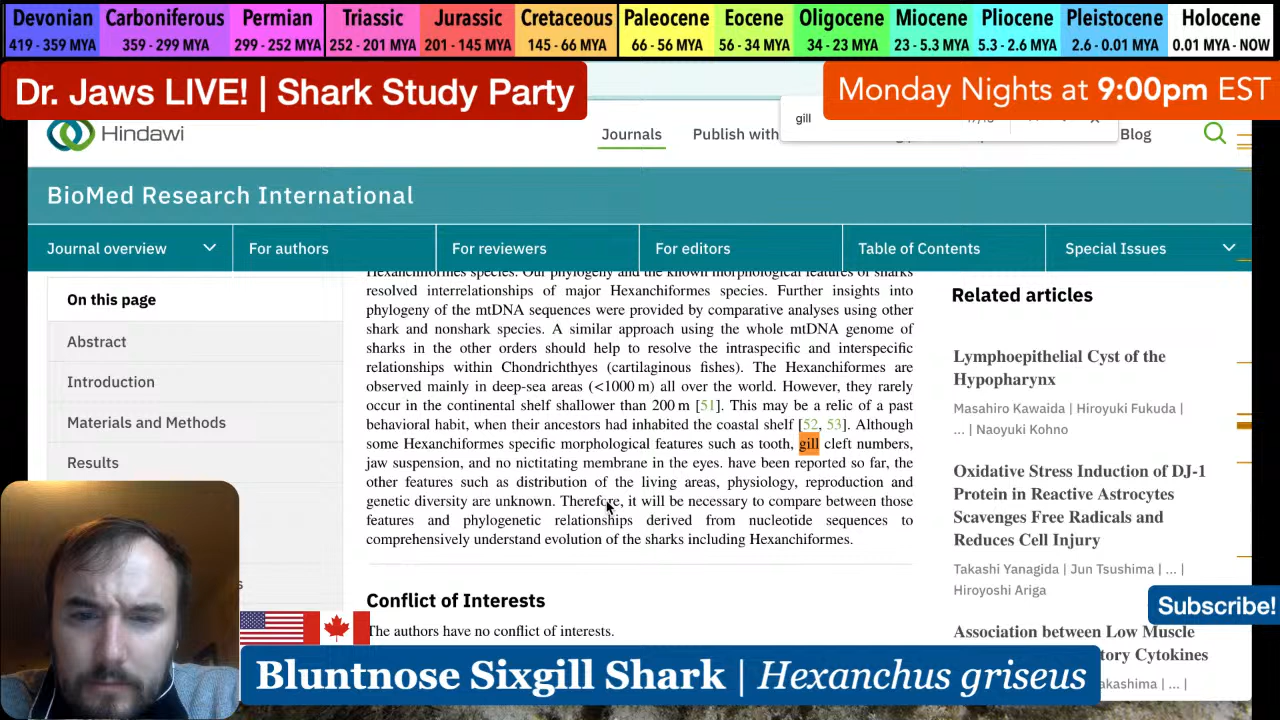 Devonian Carboniferous Permian Triassic Jurassic Cretaceous Paleocene Eocene Oligocene Miocene Pliocene Pleistocene Holocene
419 - 359 MYA 359 - 299 MYA 299 - 252 MYA 252 - 201 MYA 201 - 145 MYA 145 - 66 MYA 66 - 56 MYA 56 - 34 MYA 34 - 23 MYA 23 - 5.3 MYA 5.3 - 2.6 MYA 2.6 - 0.01 MYA 0.01 MYA - NOW
Dr. Jaws LIVE! | Shark Study Party
Monday Nights at 9:00pm EST
gill
Hindawi
Journals Publish with Blog
BioMed Research International
Journal overview For authors For reviewers For editors Table of Contents Special Issues
On this page
Abstract
Introduction
Materials and Methods
Results
Hexanchiformes species. Our phylogeny and the known morphological features of sharks
resolved interrelationships of major Hexanchiformes species. Further insights into
phylogeny of the mtDNA sequences were provided by comparative analyses using other
shark and nonshark species. A similar approach using the whole mtDNA genome of
sharks in the other orders should help to resolve the intraspecific and interspecific
relationships within Chondrichthyes (cartilaginous fishes). The Hexanchiformes are
observed mainly in deep-sea areas (<1000 m) all over the world. However, they rarely
occur in the continental shelf shallower than 200 m [51]. This may be a relic of a past
behavioral habit, when their ancestors had inhabited the coastal shelf [52, 53]. Although
some Hexanchiformes specific morphological features such as tooth, gill cleft numbers,
jaw suspension, and no nictitating membrane in the eyes. have been reported so far, the
other features such as distribution of the living areas, physiology, reproduction and
genetic diversity are unknown. Therefore, it will be necessary to compare between those
features and phylogenetic relationships derived from nucleotide sequences to
comprehensively understand evolution of the sharks including Hexanchiformes.
Conflict of Interests
The authors have no conflict of interests.
Related articles
Lymphoepithelial Cyst of the
Hypopharynx
Masahiro Kawaida | Hiroyuki Fukuda |
... | Naoyuki Kohno
Oxidative Stress Induction of DJ-1
Protein in Reactive Astrocytes
Scavenges Free Radicals and
Reduces Cell Injury
Takashi Yanagida | Jun Tsushima | ... |
Hiroyoshi Ariga
Association between Low Muscle
tory Cytokines
akashima | ... |
Subscribe!
Bluntnose Sixgill Shark | Hexanchus griseus